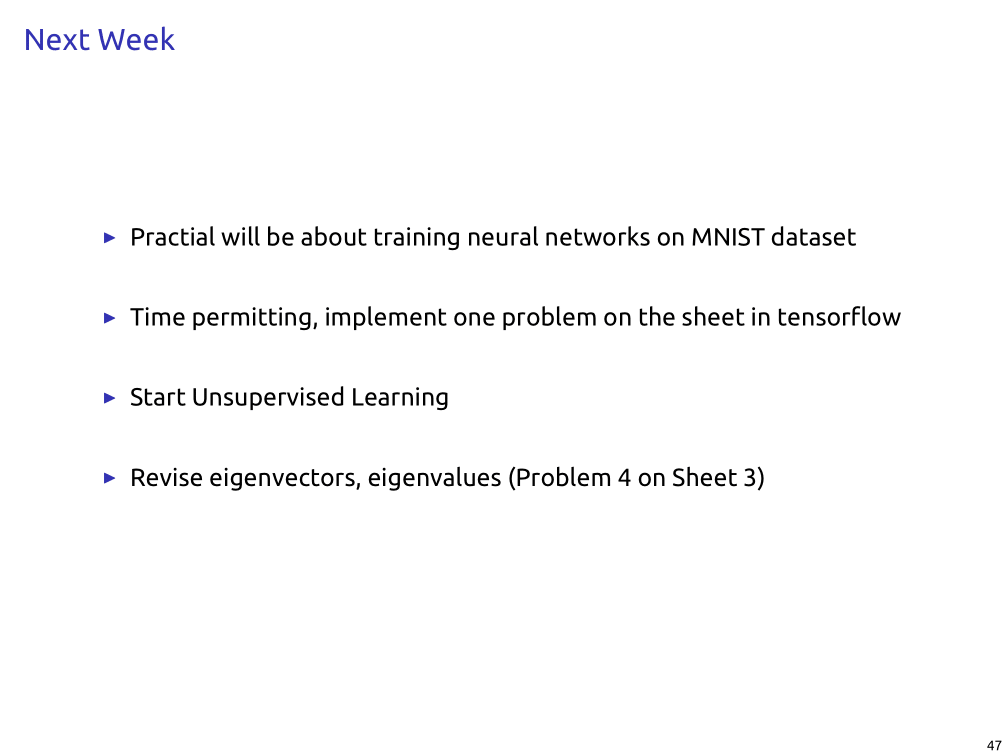 Next Week
▶ Practial will be about training neural networks on MNIST dataset
▶ Time permitting, implement one problem on the sheet in tensorflow
▶ Start Unsupervised Learning
▶ Revise eigenvectors, eigenvalues (Problem 4 on Sheet 3)
47